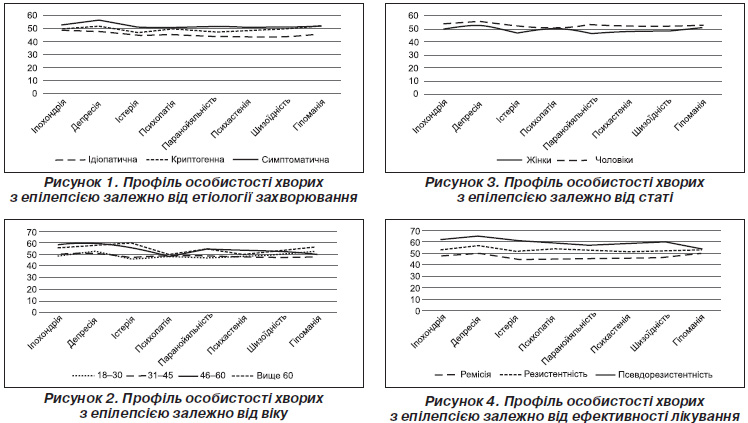 60
50
40
30
20
10
0
Іпохондрія
Депресія
Істерія
Психопатія
Паранойяльність
Психастенія
Шизоїдність
Гіпоманія
Ідіопатична Криптогенна Симптоматична
Рисунок 1. Профіль особистості хворих
з епілепсією залежно від етіології захворювання
60
50
40
30
20
10
0
Іпохондрія
Депресія
Істерія
Психопатія
Паранойяльність
Психастенія
Шизоїдність
Гіпоманія
Жінки Чоловіки
Рисунок 3. Профіль особистості хворих
з епілепсією залежно від статі
70
60
50
40
30
20
10
0
Іпохондрія
Депресія
Істерія
Психопатія
Паранойяльність
Психастенія
Шизоїдність
Гіпоманія
18–30 31–45 46–60 Вище 60
Рисунок 2. Профіль особистості хворих
з епілепсією залежно від віку
70
60
50
40
30
20
10
0
Іпохондрія
Депресія
Істерія
Психопатія
Паранойяльність
Психастенія
Шизоїдність
Гіпоманія
Ремісія Резистентність Псевдорезистентність
Рисунок 4. Профіль особистості хворих
з епілепсією залежно від ефективності лікування